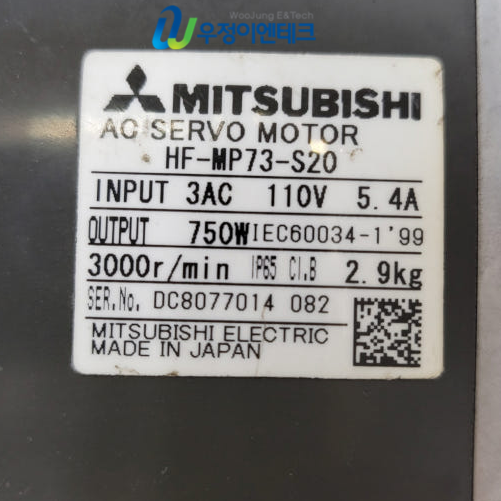 WooJung E&Tech
우정이엔테크
MITSUBISHI
AC SERVO MOTOR
HF-MP73-S20
INPUT 3AC 110V 5.4A
OUTPUT 750W IEC60034-1'99
3000r/min IP65 Cl.B 2.9kg
SER.No. DC8077014 082
MITSUBISHI ELECTRIC
MADE IN JAPAN